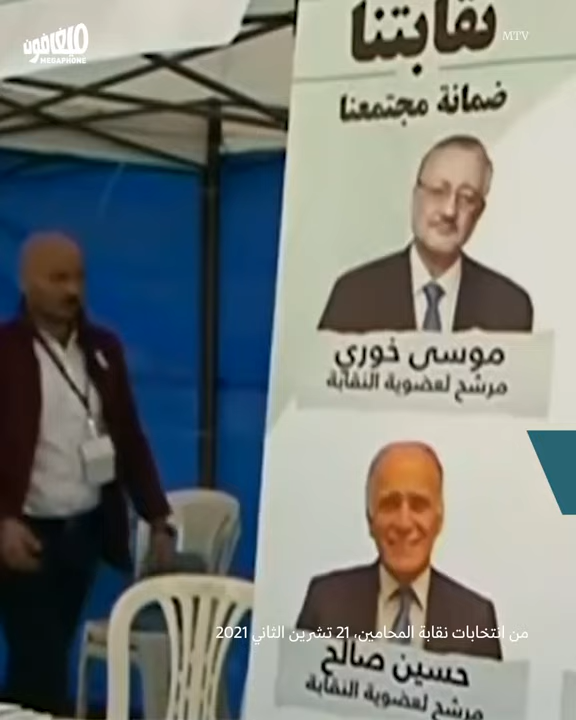 ميغافون
MEGAPHONE
MTV
نقابتنا
ضمانة مجتمعنا
موسى خوري
مرشح لعضوية النقابة
من انتخابات نقابة المحامين، 21 تشرين الثاني 2021
حسين صالح
مرشح لعضوية النقابة